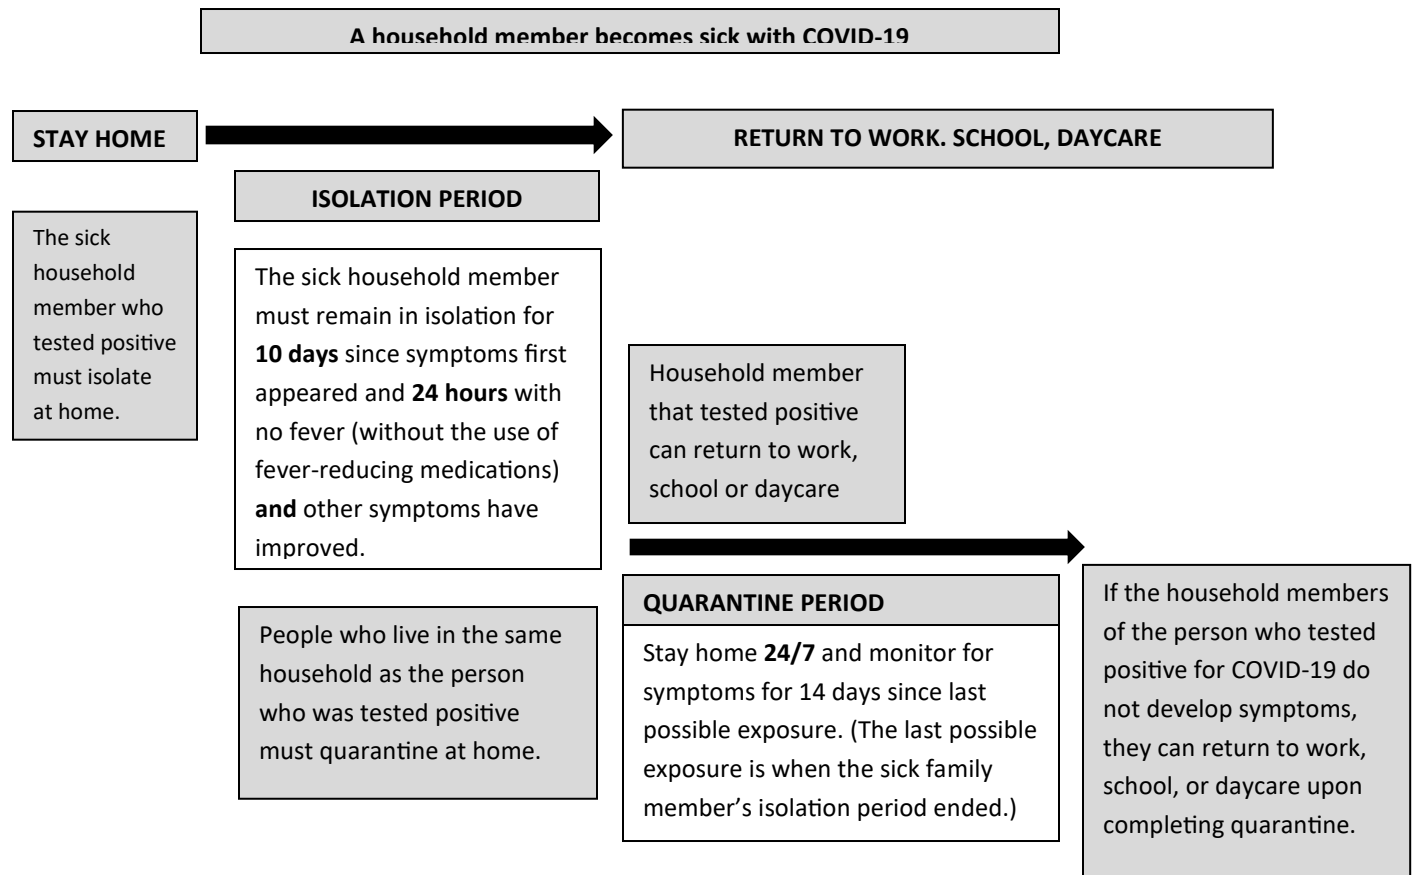 A household member becomes sick with COVID-19
STAY HOME
RETURN TO WORK. SCHOOL, DAYCARE
ISOLATION PERIOD
The sick
household
member who
tested positive
must isolate
at home.
The sick household member
must remain in isolation for
10 days since symptoms first
appeared and 24 hours with
no fever (without the use of
fever-reducing medications)
and other symptoms have
improved.
Household member
that tested positive
can return to work,
school or daycare
People who live in the same
household as the person
who was tested positive
must quarantine at home.
QUARANTINE PERIOD
Stay home 24/7 and monitor for
symptoms for 14 days since last
possible exposure. (The last possible
exposure is when the sick family
member’s isolation period ended.)
If the household members
of the person who tested
positive for COVID-19 do
not develop symptoms,
they can return to work,
school, or daycare upon
completing quarantine.